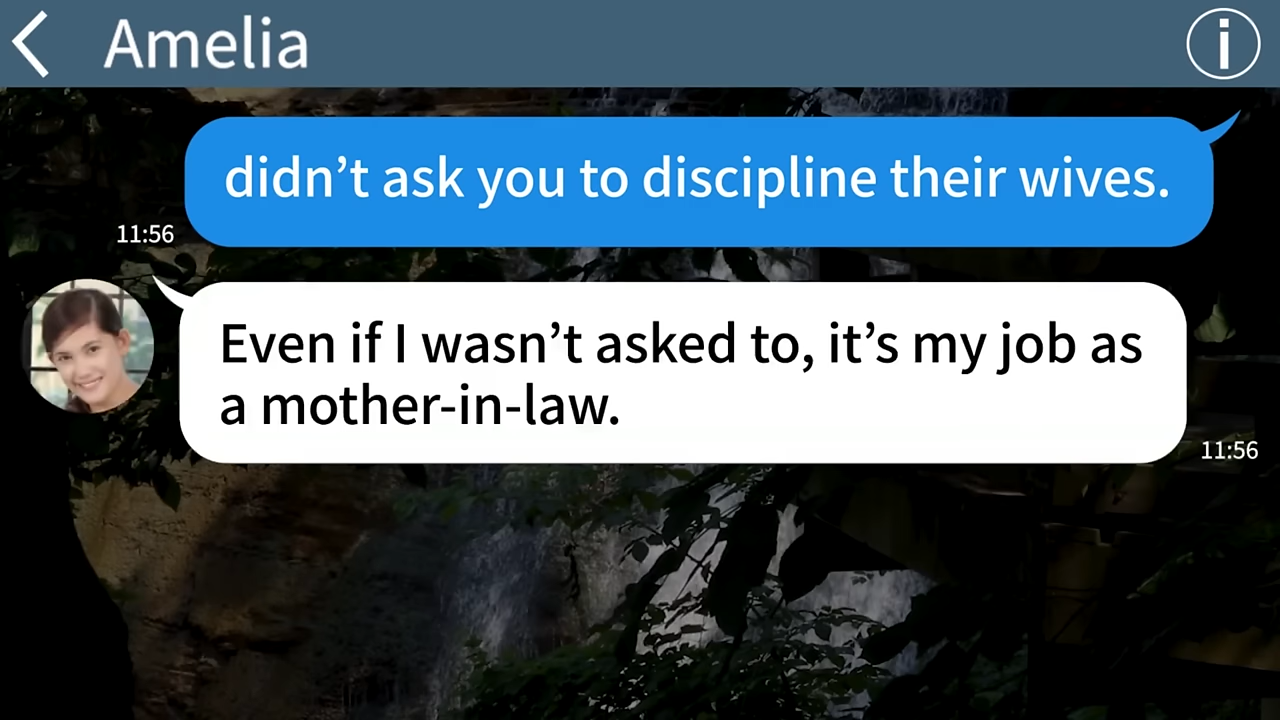 Amelia
didn’t ask you to discipline their wives.
11:56
Even if I wasn’t asked to, it’s my job as
a mother-in-law.
11:56